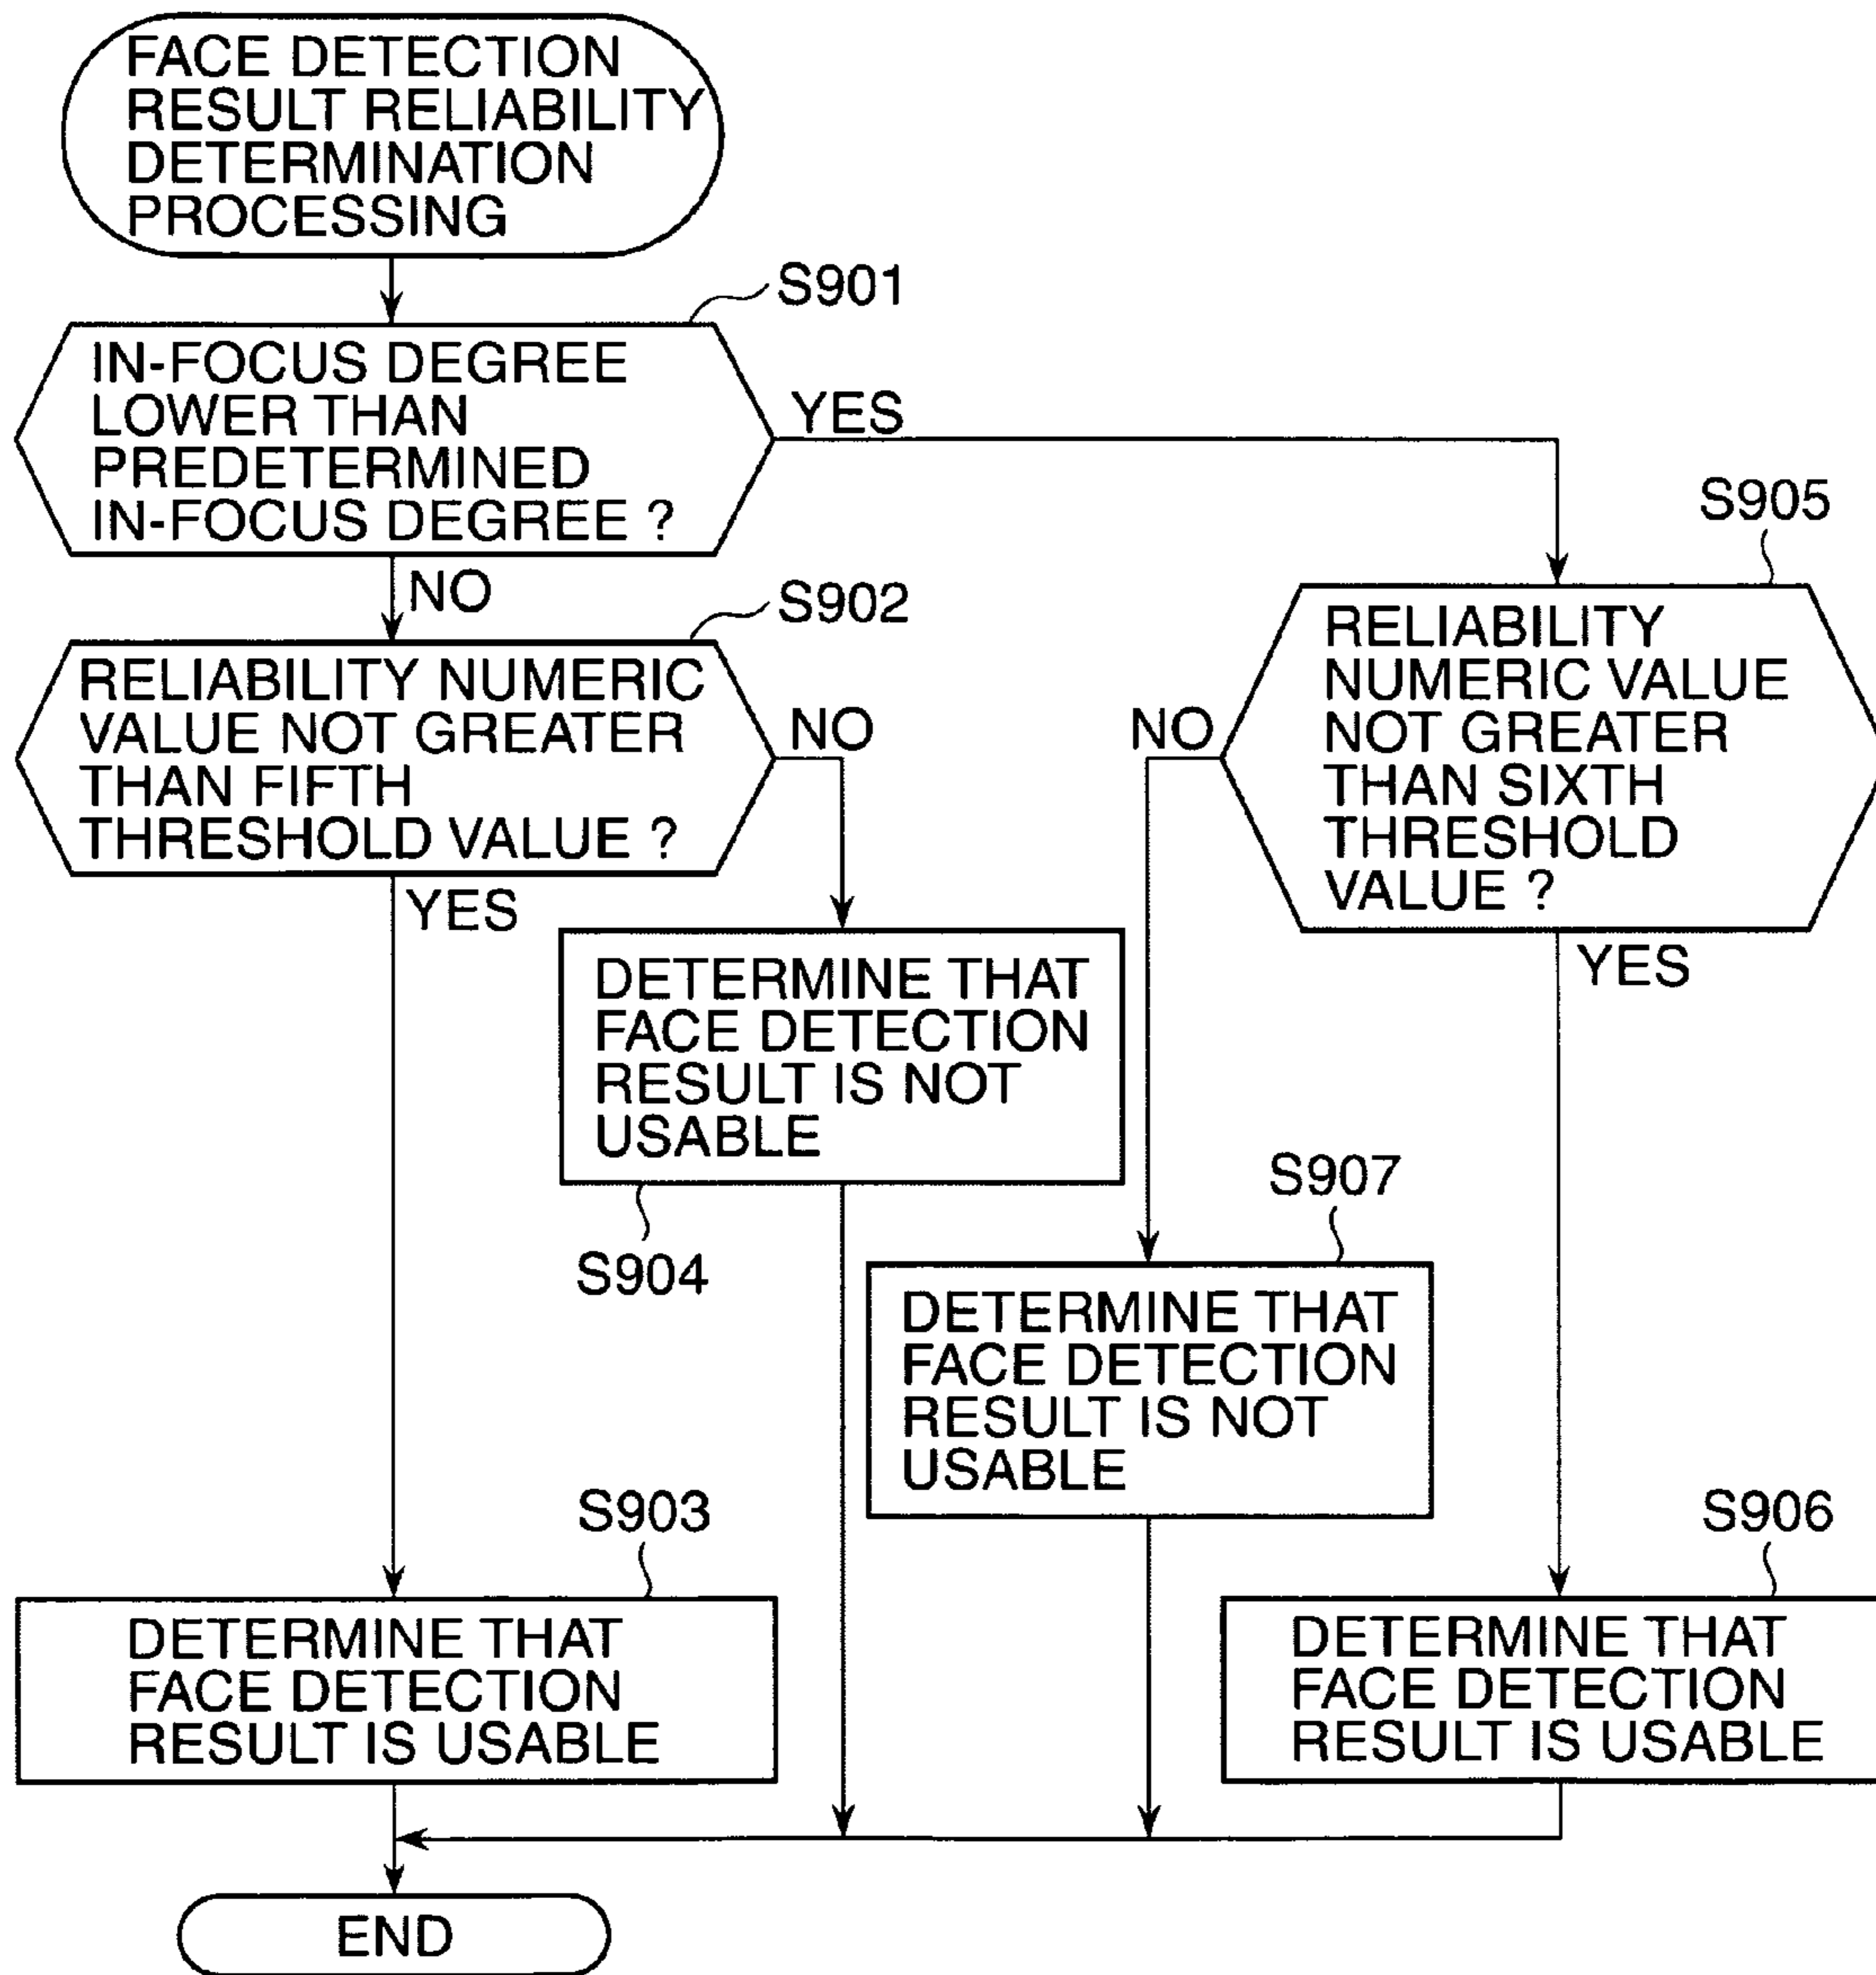 FACE DETECTION
RESULT RELIABILITY
DETERMINATION
PROCESSING
S901
IN-FOCUS DEGREE
LOWER THAN
PREDETERMINED
IN-FOCUS DEGREE ?
YES
NO
S902
RELIABILITY NUMERIC
VALUE NOT GREATER
THAN FIFTH
THRESHOLD VALUE ?
NO
YES
S905
RELIABILITY
NUMERIC VALUE
NOT GREATER
THAN SIXTH
THRESHOLD
VALUE ?
NO
YES
DETERMINE THAT
FACE DETECTION
RESULT IS NOT
USABLE
S904
S907
DETERMINE THAT
FACE DETECTION
RESULT IS NOT
USABLE
S903
DETERMINE THAT
FACE DETECTION
RESULT IS USABLE
S906
DETERMINE THAT
FACE DETECTION
RESULT IS USABLE
END